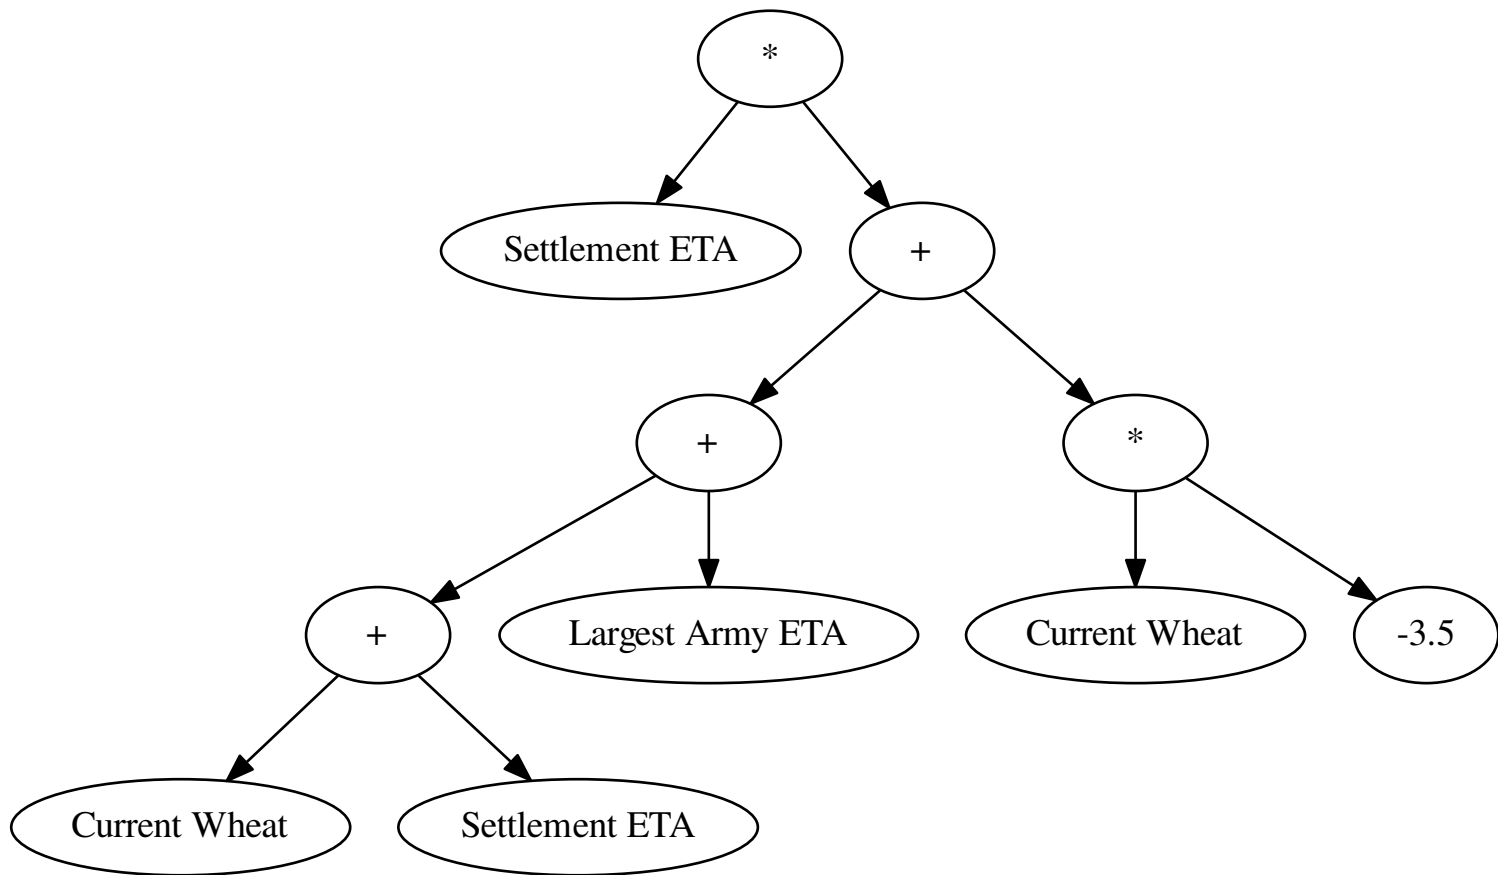 *
Settlement ETA
+
+
*
+
Largest Army ETA
Current Wheat
-3.5
Current Wheat
Settlement ETA